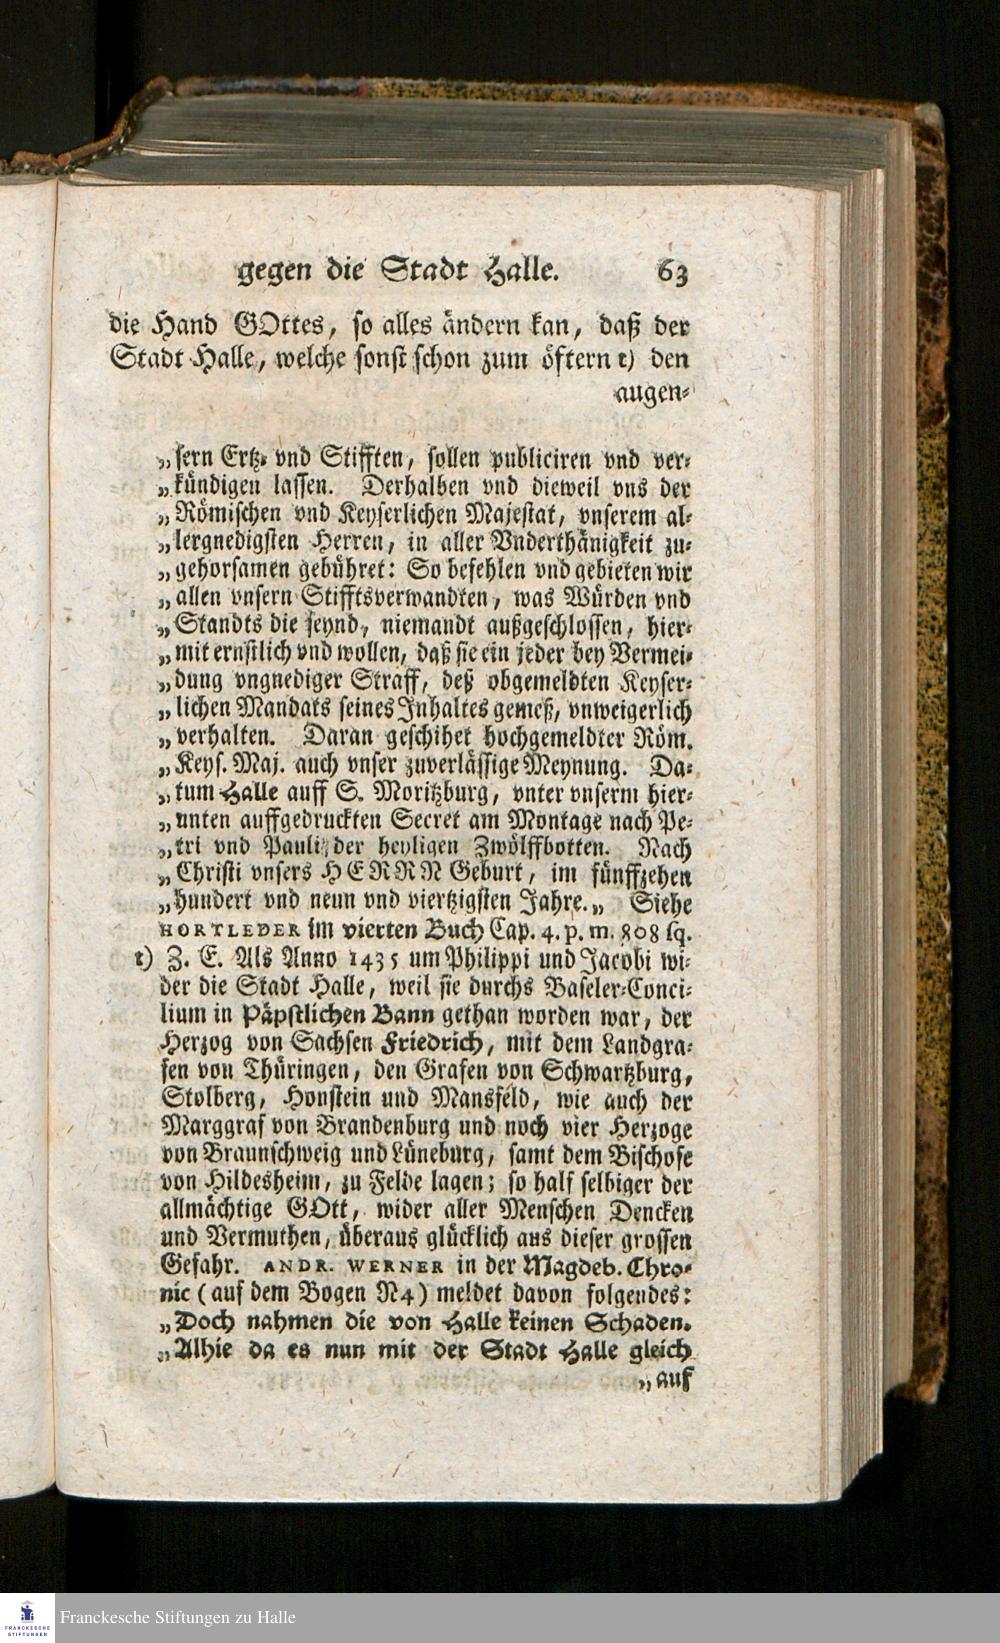 gegen die Stadt Halle. 63
die Hand GOttes, so alles ändern kan, daß der
Stadt Halle, welche sonst schon zum öftern t) den
augen-
„sern Ertz- vnd Stifften, sollen publiciren vnd ver-
„kündigen lassen. Derhalben vnd dieweil vns der
„Römischen vnd Keyserlichen Majestat, vnserem al-
„lergnedigsten Herren, in aller Vnderthänigkeit zu-
„gehorsamen gebühret: So befehlen vnd gebieten wir
„allen vnsern Stifftsverwandten, was Würden vnd
„Standts die seynd, niemandt außgeschlossen, hier-
„mit ernstlich vnd wollen, daß sie ein jeder bey Vermei-
„dung vngnediger Straff, deß obgemeldten Keyser-
„lichen Mandats seines Inhaltes gemeß, vnweigerlich
„verhalten. Daran geschihet hochgemeldter Röm.
„Keys. Maj. auch vnser zuverlässige Meynung. Da-
„tum Halle auff S. Moritzburg, vnter vnserm hier-
„unten auffgedruckten Secret am Montage nach Pe-
„tri vnd Pauli der heyligen Zwölffbotten. Nach
„Christi vnsers HERRN Geburt, im fünffzehen
„hundert vnd neun vnd viertzigsten Jahre.„ Siehe
HORTLEDER im vierten Buch Cap. 4. p. m. 808 sq.
t) Z. E. Als Anno 1435 um Philippi und Jacobi wi-
der die Stadt Halle, weil sie durchs Baseler-Conci-
lium in Päpstlichen Bann gethan worden war, der
Herzog von Sachsen Friedrich, mit dem Landgra-
fen von Thüringen, den Grafen von Schwartzburg,
Stolberg, Honstein und Mansfeld, wie auch der
Marggraf von Brandenburg und noch vier Herzoge
von Braunschweig und Lüneburg, samt dem Bischofe
von Hildesheim, zu Felde lagen; so half selbiger der
allmächtige GOtt, wider aller Menschen Dencken
und Vermuthen, überaus glücklich aus dieser grossen
Gefahr. ANDR. WERNER in der Magdeb. Chro-
nic (auf dem Bogen N4) meldet davon folgendes:
„Doch nahmen die von Halle keinen Schaden.
„Alhie da es nun mit der Stadt Halle gleich
„auf
FRANCKESCHE
STIFTUNGEN
Franckesche Stiftungen zu Halle